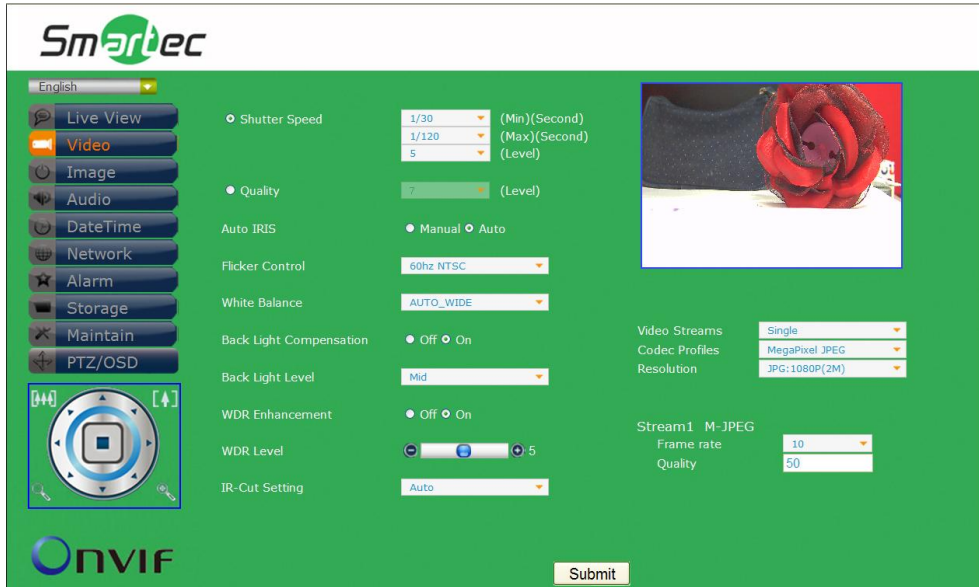 Smartec
English
Live View
Video
Image
Audio
DateTime
Network
Alarm
Storage
Maintain
PTZ/OSD
ONVIF
Shutter Speed 1/30 (Min)(Second)
1/120 (Max)(Second)
5 (Level)
Quality 7 (Level)
Auto IRIS Manual Auto
Flicker Control 60hz NTSC
White Balance AUTO_WIDE
Back Light Compensation Off On
Back Light Level Mid
WDR Enhancement Off On
WDR Level 5
IR-Cut Setting Auto
Video Streams Single
Codec Profiles MegaPixel JPEG
Resolution JPG:1080P(2M)
Stream1 M-JPEG
Frame rate 10
Quality 50
Submit